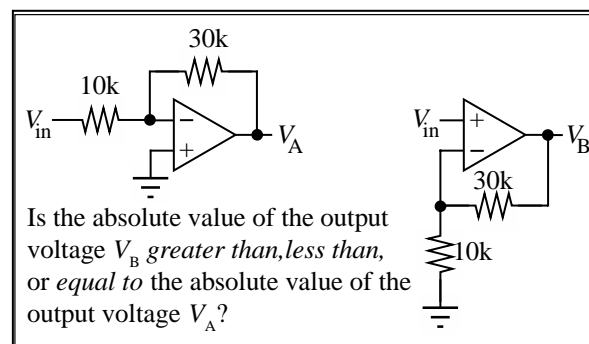 30k
10k
V_in
−
+
V_A
V_in
+
−
V_B
30k
10k
Is the absolute value of the output
voltage V_B greater than,less than,
or equal to the absolute value of the
output voltage V_A?